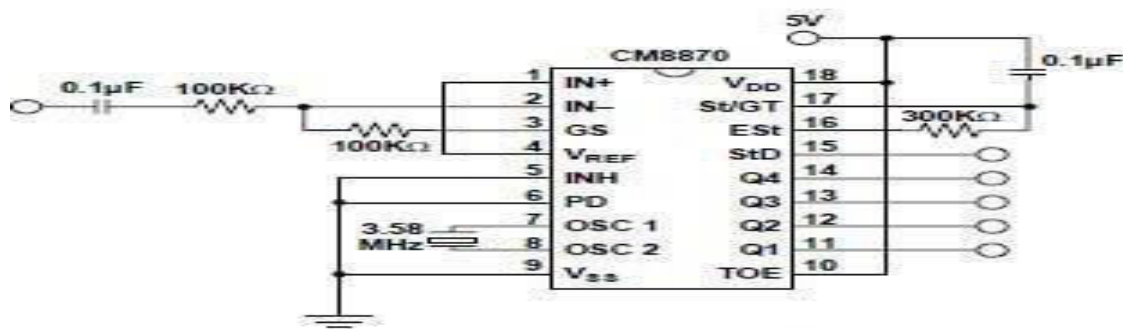 5V
CM8870
0.1µF 100KΩ
100KΩ
1 IN+
2 IN–
3 GS
4 VREF
5 INH
6 PD
7 OSC 1
8 OSC 2
9 VSS
3.58
MHz
VDD 18
St/GT 17
ESt 16
StD 15
Q4 14
Q3 13
Q2 12
Q1 11
TOE 10
0.1µF
300KΩ